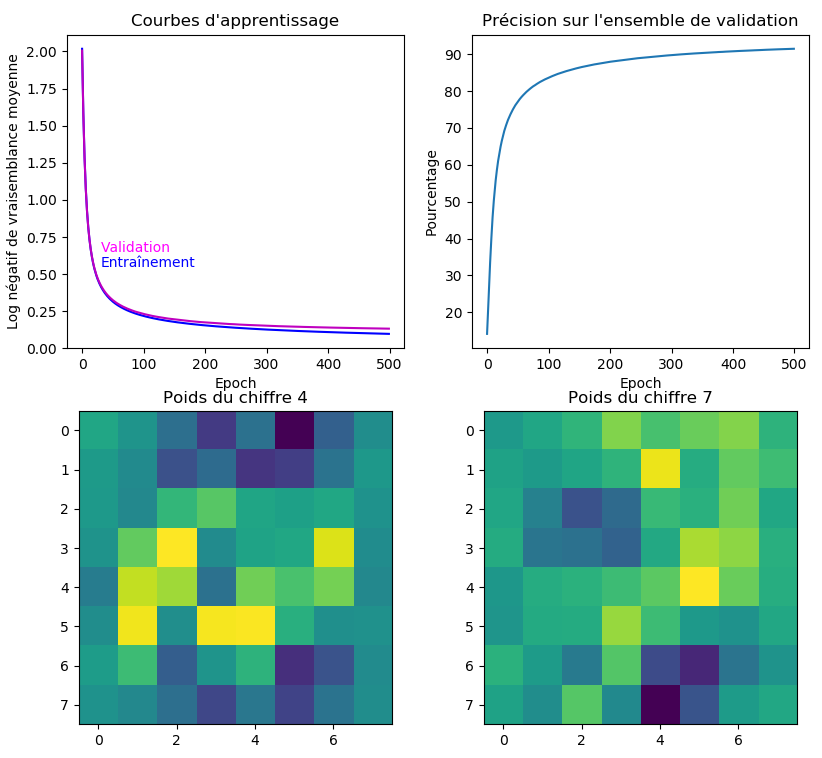 Courbes d'apprentissage
Log négatif de vraisemblance moyenne
2.00
1.75
1.50
1.25
1.00
0.75
0.50
0.25
0.00
Validation
Entraînement
0 100 200 300 400 500
Epoch
Précision sur l'ensemble de validation
Pourcentage
90
80
70
60
50
40
30
20
0 100 200 300 400 500
Epoch
Poids du chiffre 4
0
1
2
3
4
5
6
7
0 2 4 6
Poids du chiffre 7
0
1
2
3
4
5
6
7
0 2 4 6